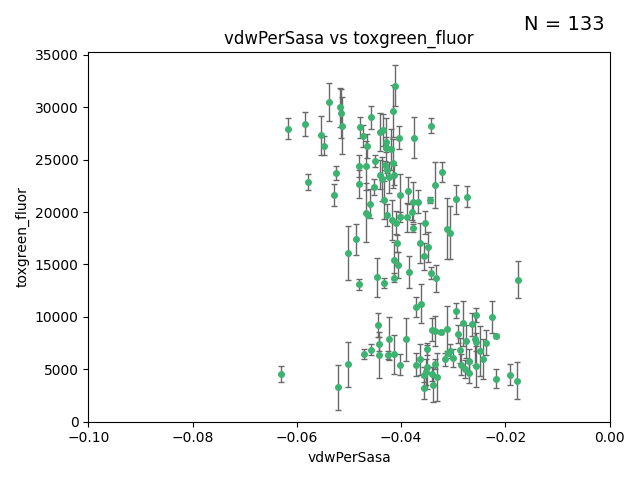 N = 133
vdwPerSasa vs toxgreen_fluor
35000
30000
25000
20000
15000
10000
5000
0
toxgreen_fluor
−0.10 −0.08 −0.06 −0.04 −0.02 0.00
vdwPerSasa